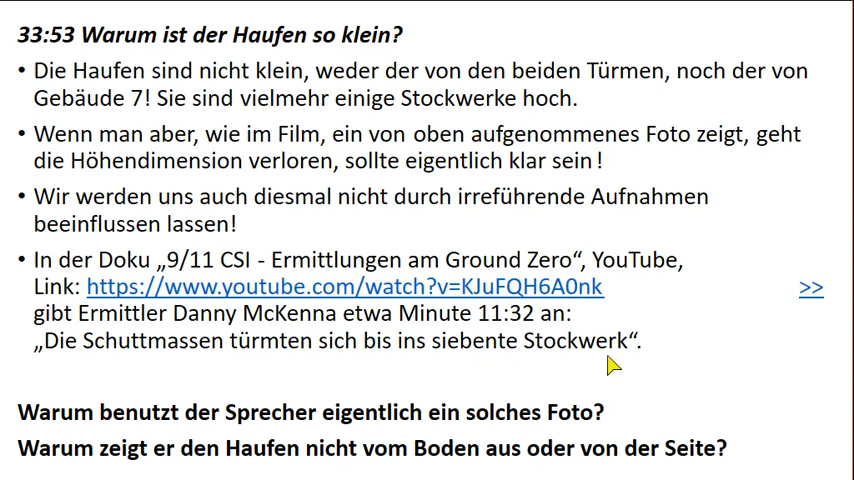 33:53 Warum ist der Haufen so klein?
• Die Haufen sind nicht klein, weder der von den beiden Türmen, noch der von
Gebäude 7! Sie sind vielmehr einige Stockwerke hoch.
• Wenn man aber, wie im Film, ein von oben aufgenommenes Foto zeigt, geht
die Höhendimension verloren, sollte eigentlich klar sein!
• Wir werden uns auch diesmal nicht durch irreführende Aufnahmen
beeinflussen lassen!
• In der Doku „9/11 CSI - Ermittlungen am Ground Zero“, YouTube,
Link: https://www.youtube.com/watch?v=KJuFQH6A0nk >>
gibt Ermittler Danny McKenna etwa Minute 11:32 an:
„Die Schuttmassen türmten sich bis ins siebente Stockwerk“.
Warum benutzt der Sprecher eigentlich ein solches Foto?
Warum zeigt er den Haufen nicht vom Boden aus oder von der Seite?